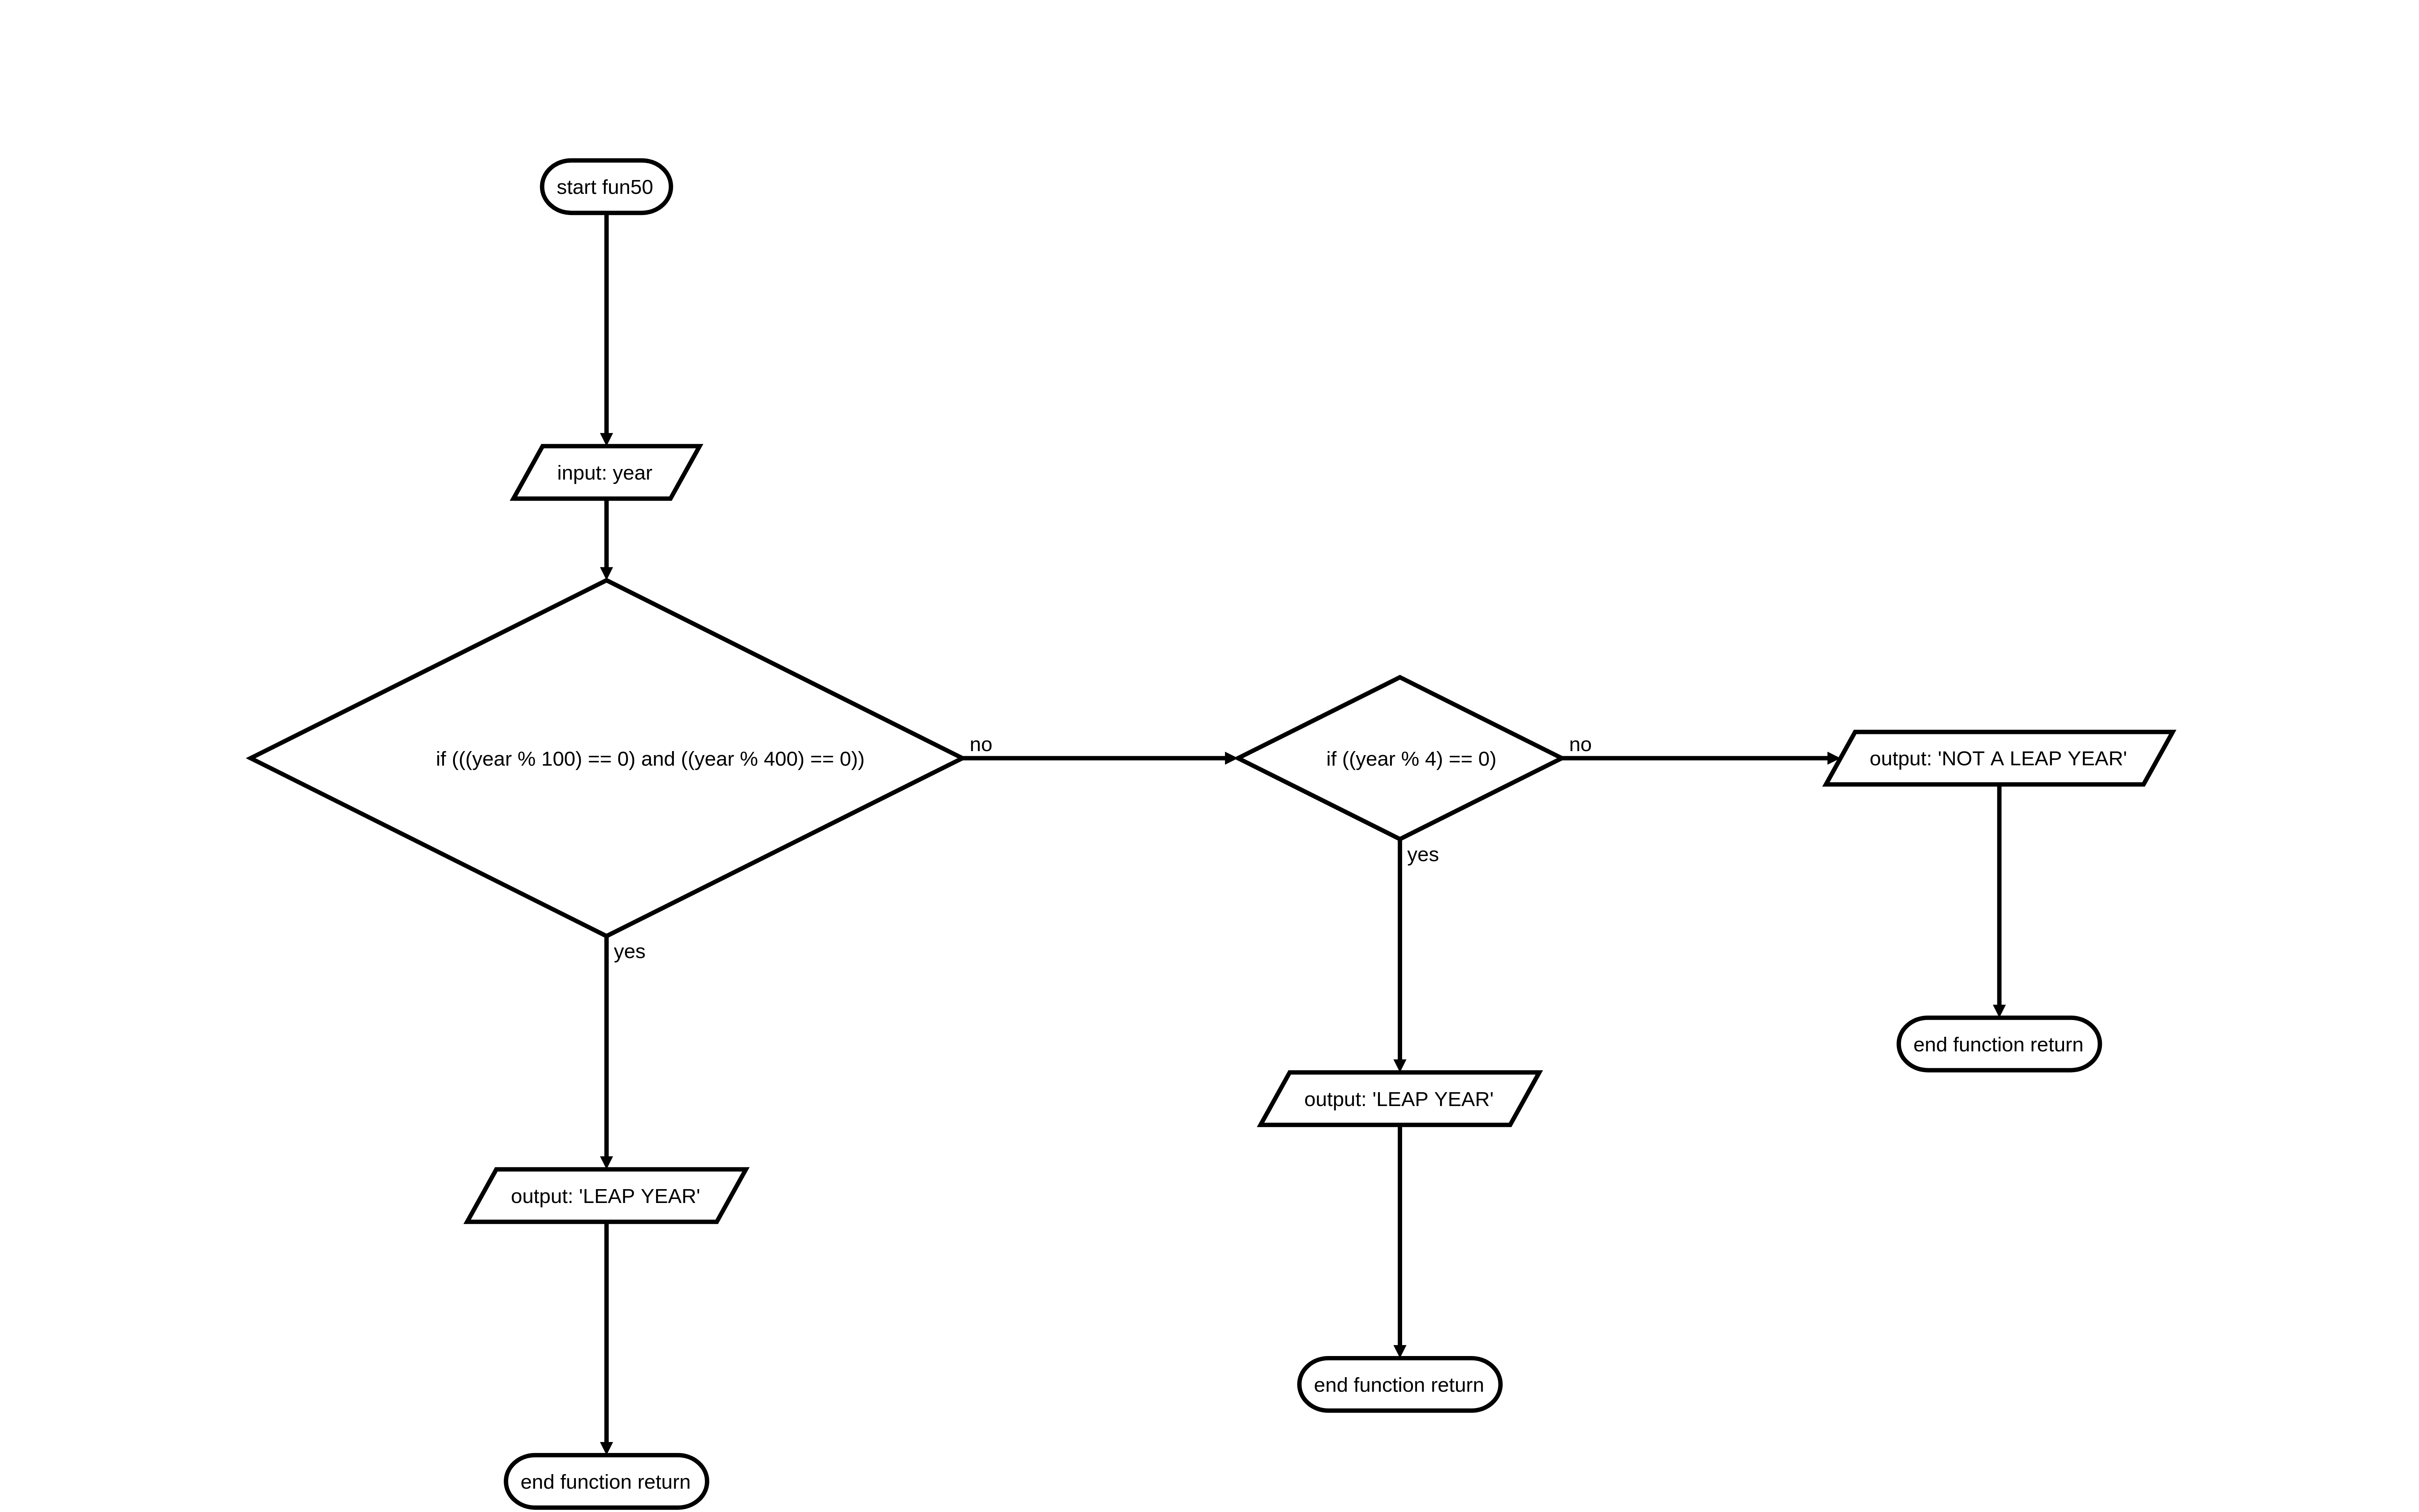 start fun50
input: year
if (((year % 100) == 0) and ((year % 400) == 0))
no
if ((year % 4) == 0)
no
output: 'NOT A LEAP YEAR'
yes
yes
end function return
output: 'LEAP YEAR'
output: 'LEAP YEAR'
end function return
end function return